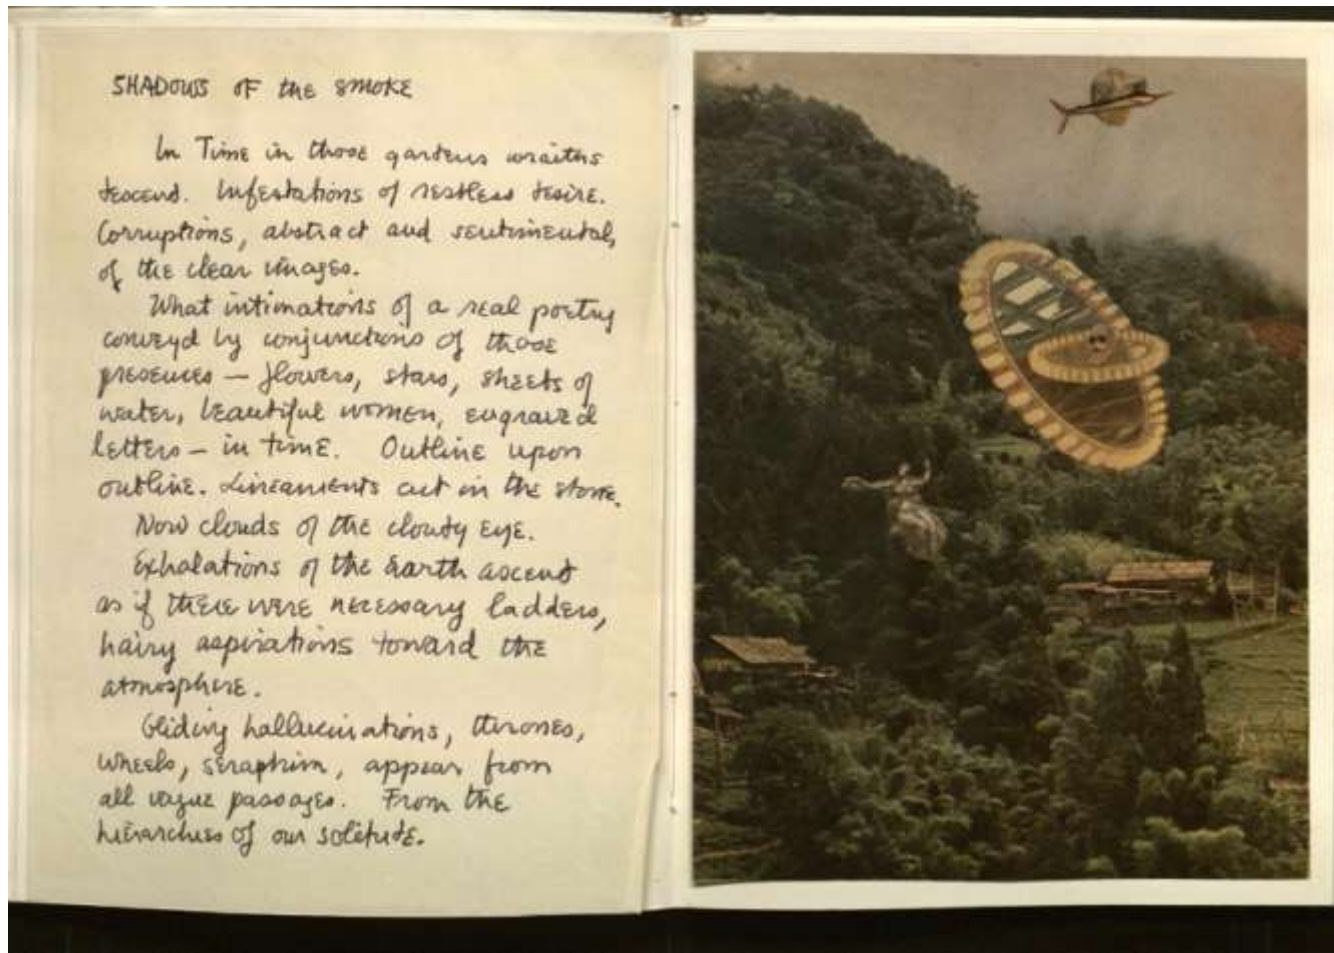 SHADOWS OF THE SMOKE
In Time in those gardens wraiths
descend. Infestations of restless desire.
Corruptions, abstract and sentimental,
of the clear images.
What intimations of a real poetry
conveyd by conjunctions of those
presences — flowers, stars, sheets of
water, beautiful women, engraved
letters — in time. Outline upon
outline. Lineaments cut in the stone.
Now clouds of the cloudy eye.
Exhalations of the Earth ascend
as if there were necessary ladders,
hairy aspirations toward the
atmosphere.
Gliding hallucinations, thrones,
wheels, seraphim, appear from
all vague passages. From the
hierarchies of our solitude.